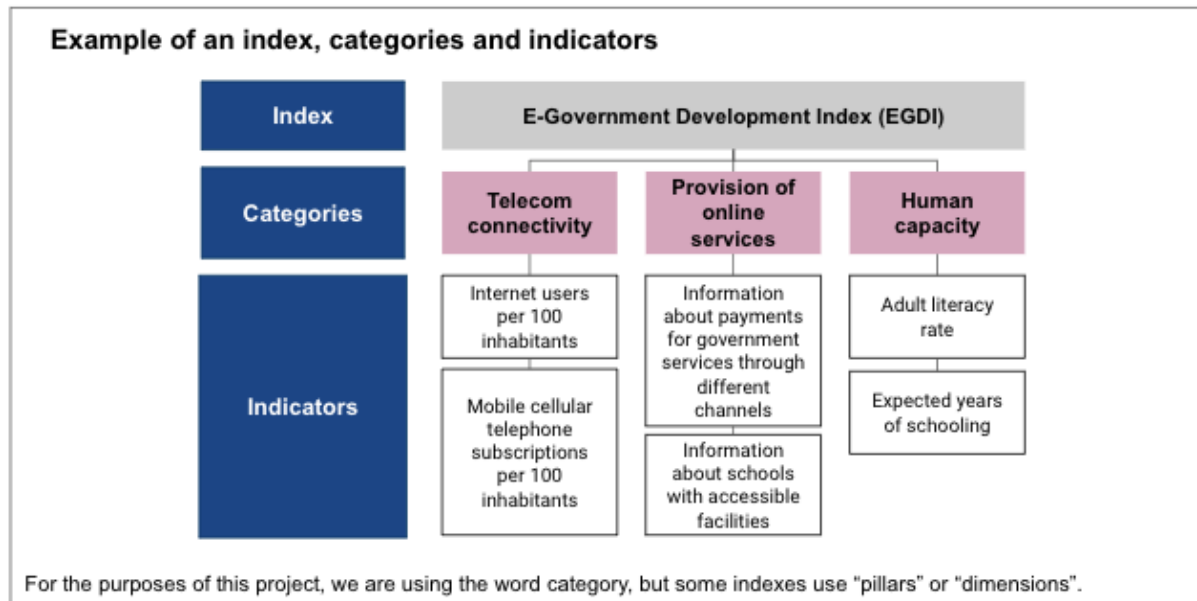 Example of an index, categories and indicators
Index
E-Government Development Index (EGDI)
Categories
Telecom
connectivity
Provision of
online
services
Human
capacity
Indicators
Internet users
per 100
inhabitants
Mobile cellular
telephone
subscriptions
per 100
inhabitants
Information
about payments
for government
services through
different
channels
Information
about schools
with accessible
facilities
Adult literacy
rate
Expected years
of schooling
For the purposes of this project, we are using the word category, but some indexes use “pillars” or “dimensions”.